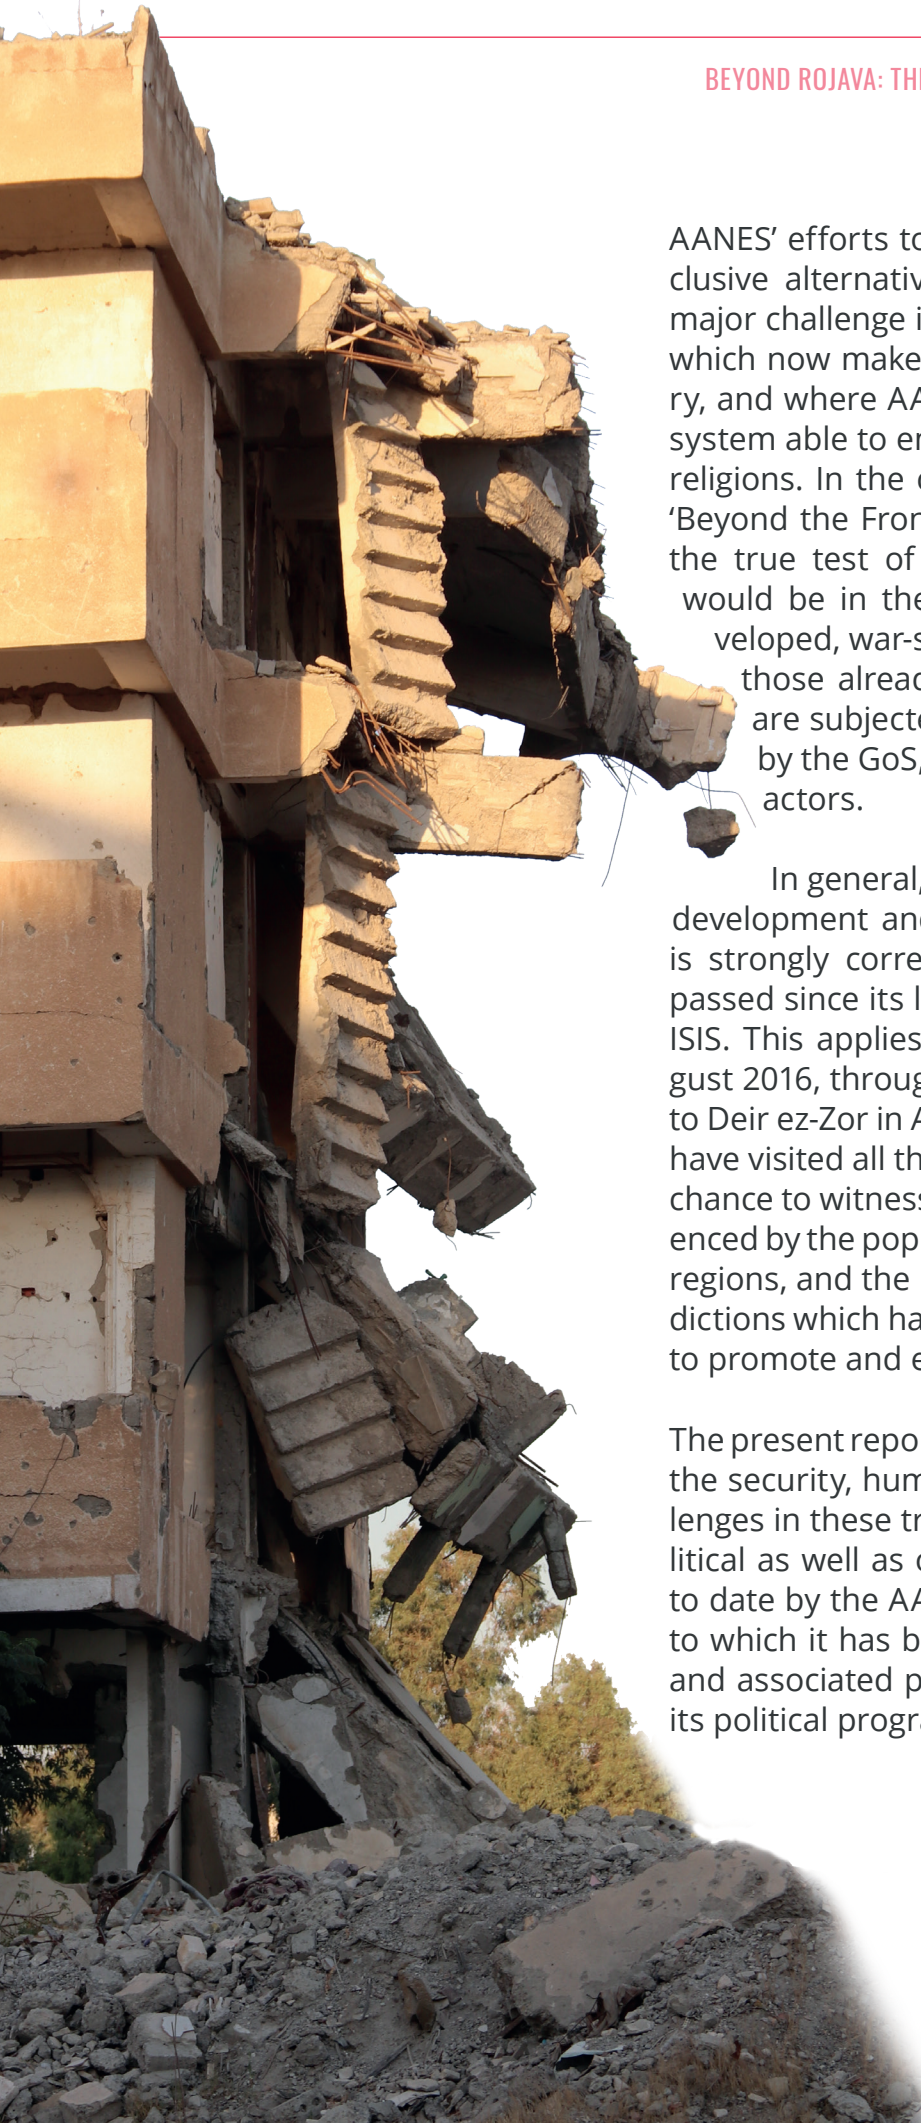 BEYOND ROJAVA:
AANES’ efforts to
clusive alternativ
major challenge i
which now make
ry, and where AA
system able to e
religions. In the
‘Beyond the Fron
the true test of
would be in the
veloped, war-s
those alread
are subjecte
by the GoS,
actors.
In general,
development an
is strongly corre
passed since its l
ISIS. This applies
gust 2016, throug
to Deir ez-Zor in A
have visited all th
chance to witness
enced by the pop
regions, and the
dictions which ha
to promote and e
The present repo
the security, hum
lenges in these tr
litical as well as
to date by the AA
to which it has b
and associated p
its political progra